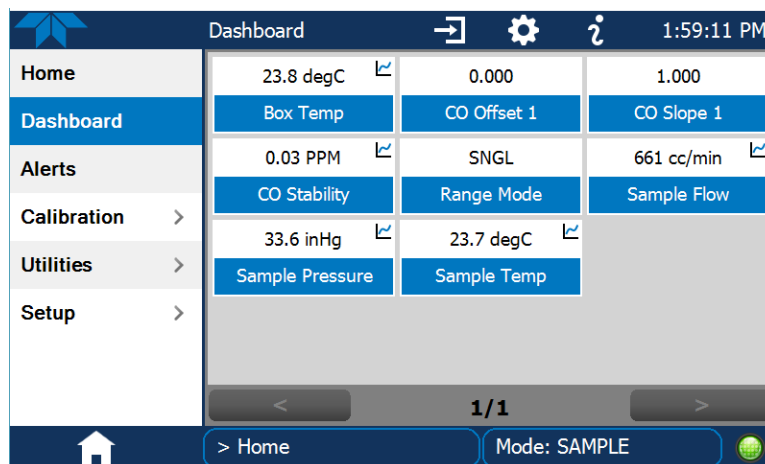 Dashboard
1:59:11 PM
Home
Dashboard
Alerts
Calibration >
Utilities >
Setup >
23.8 degC
Box Temp
0.000
CO Offset 1
1.000
CO Slope 1
0.03 PPM
CO Stability
SNGL
Range Mode
661 cc/min
Sample Flow
33.6 inHg
Sample Pressure
23.7 degC
Sample Temp
< 1/1 >
> Home
Mode: SAMPLE